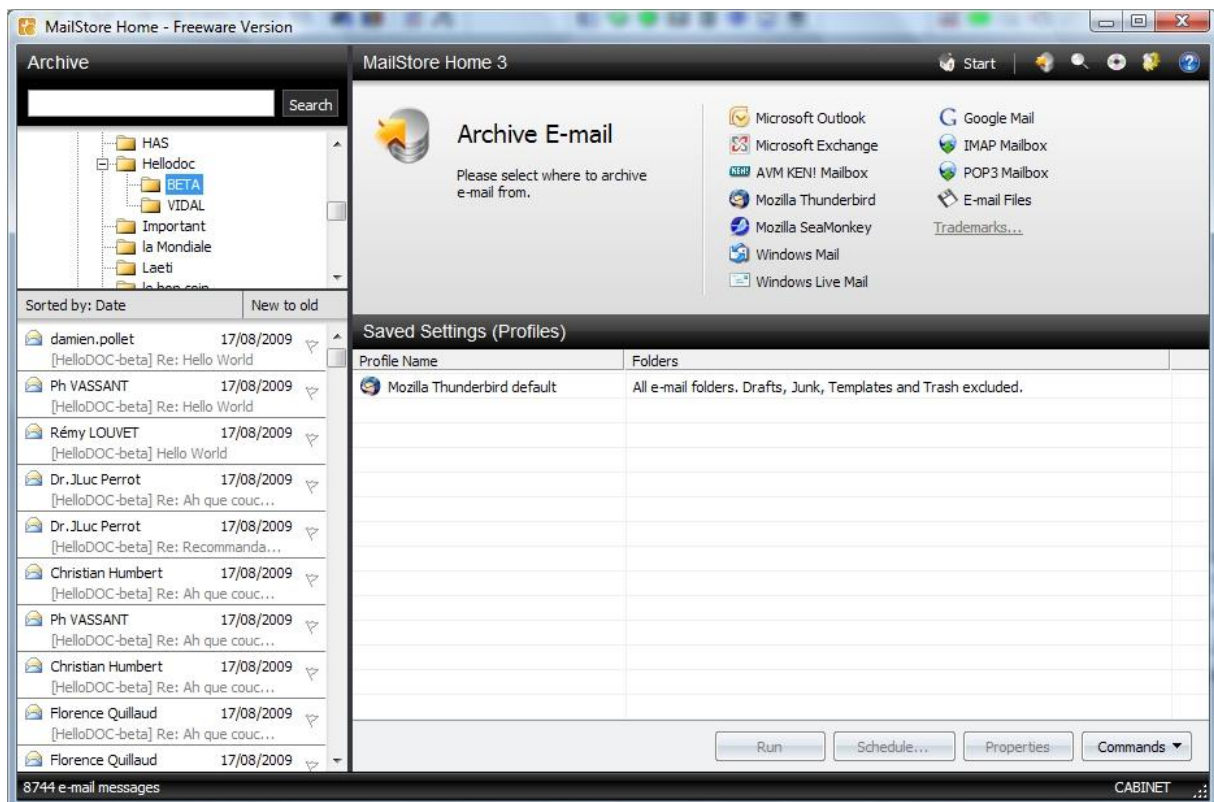 MailStore Home - Freeware Version
Archive
Search
HAS
Hellodoc
BETA
VIDAL
Important
la Mondiale
Laeti
le bon coin
Sorted by: Date
New to old
damien.pollet 17/08/2009
[HelloDOC-beta] Re: Hello World
Ph VASSANT 17/08/2009
[HelloDOC-beta] Re: Hello World
Rémy LOUVET 17/08/2009
[HelloDOC-beta] Hello World
Dr.JLuc Perrot 17/08/2009
[HelloDOC-beta] Re: Ah que couc...
Dr.JLuc Perrot 17/08/2009
[HelloDOC-beta] Re: Recommanda...
Christian Humbert 17/08/2009
[HelloDOC-beta] Re: Ah que couc...
Ph VASSANT 17/08/2009
[HelloDOC-beta] Re: Ah que couc...
Christian Humbert 17/08/2009
[HelloDOC-beta] Re: Ah que couc...
Florence Quillaud 17/08/2009
[HelloDOC-beta] Re: Ah que couc...
Florence Quillaud 17/08/2009
MailStore Home 3
Start
Archive E-mail
Please select where to archive
e-mail from.
Microsoft Outlook
Microsoft Exchange
KEN! AVM KEN! Mailbox
Mozilla Thunderbird
Mozilla SeaMonkey
Windows Mail
Windows Live Mail
Google Mail
IMAP Mailbox
POP3 Mailbox
E-mail Files
Trademarks...
Saved Settings (Profiles)
Profile Name Folders
Mozilla Thunderbird default All e-mail folders. Drafts, Junk, Templates and Trash excluded.
Run
Schedule...
Properties
Commands
8744 e-mail messages
CABINET